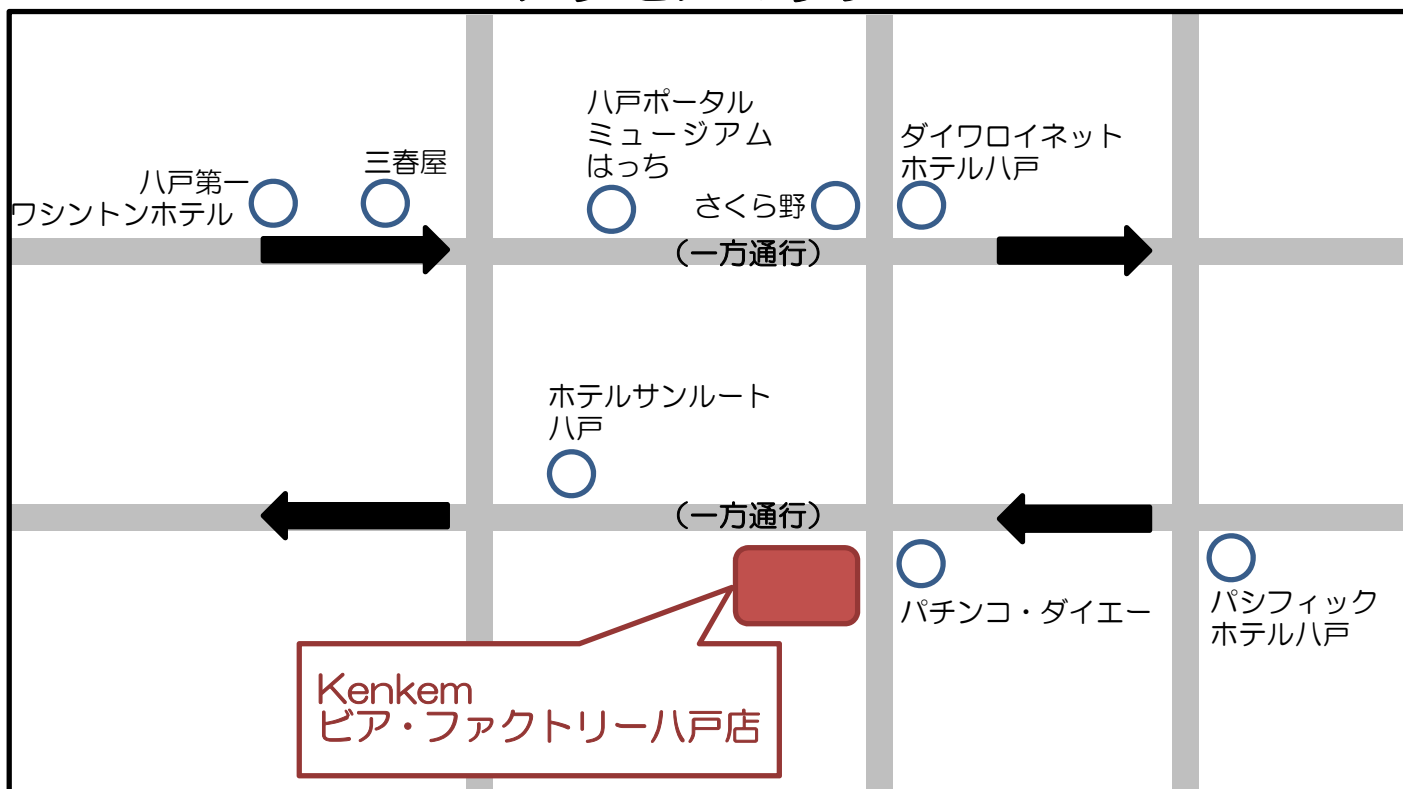 八戸ポータル
ミュージアム
はっち
ダイワロイネット
ホテル八戸
三春屋
八戸第一
ワシントンホテル
さくら野
（一方通行）
ホテルサンルート
八戸
（一方通行）
パチンコ・ダイエー
パシフィック
ホテル八戸
Kenkem
ビア・ファクトリー八戸店